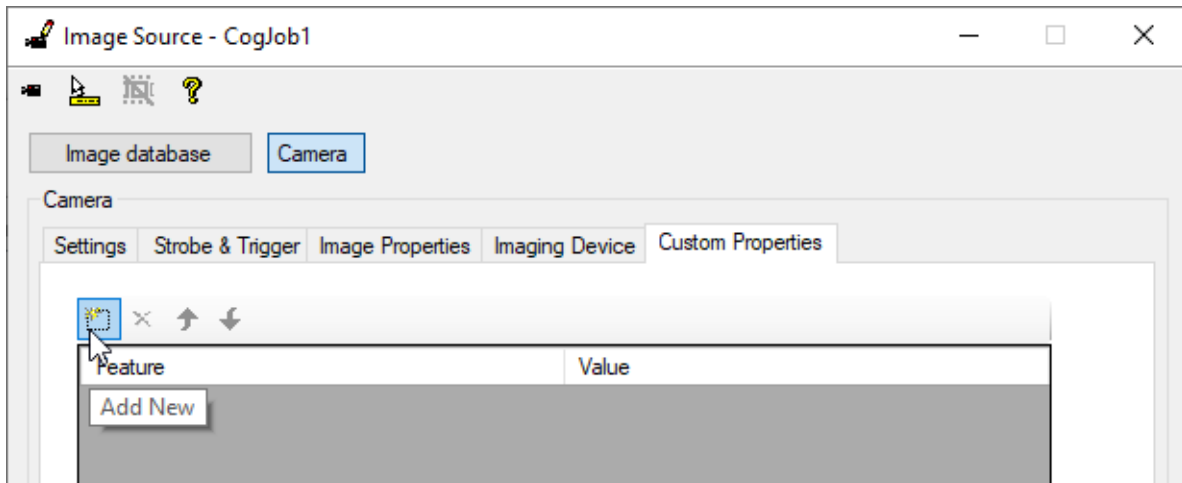 Image Source - CogJob1
Image database Camera
Camera
Settings Strobe & Trigger Image Properties Imaging Device Custom Properties
Feature Value
Add New